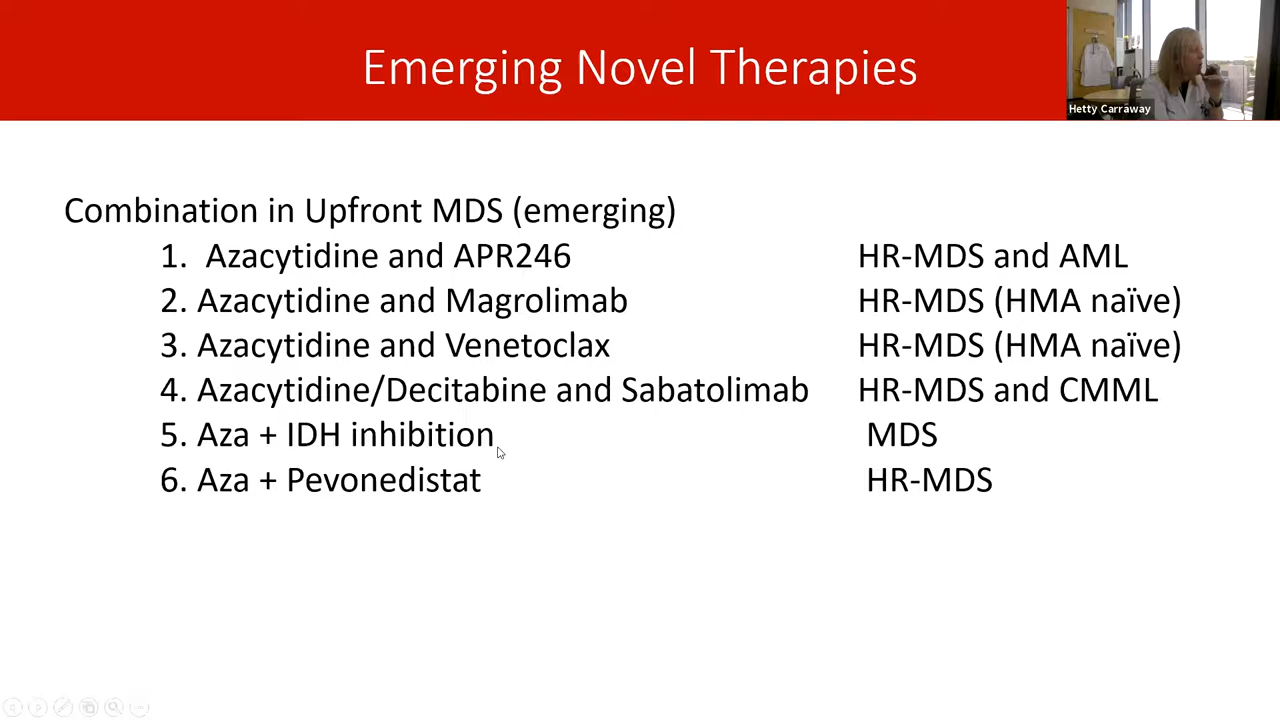 Emerging Novel Therapies
Hetty Carraway
Combination in Upfront MDS (emerging)
1. Azacytidine and APR246 HR-MDS and AML
2. Azacytidine and Magrolimab HR-MDS (HMA naïve)
3. Azacytidine and Venetoclax HR-MDS (HMA naïve)
4. Azacytidine/Decitabine and Sabatolimab HR-MDS and CMML
5. Aza + IDH inhibition MDS
6. Aza + Pevonedistat HR-MDS